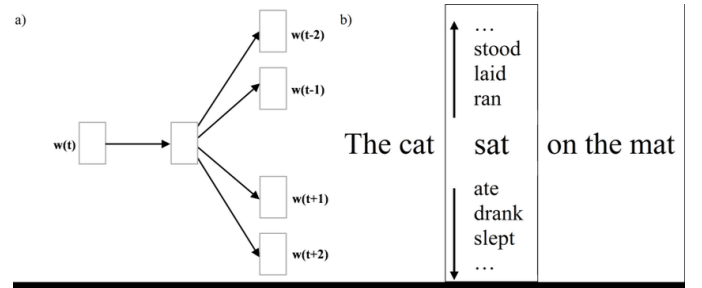 a)
w(t)
w(t-2)
w(t-1)
w(t+1)
w(t+2)
b)
…
stood
laid
ran
The cat sat on the mat
ate
drank
slept
…